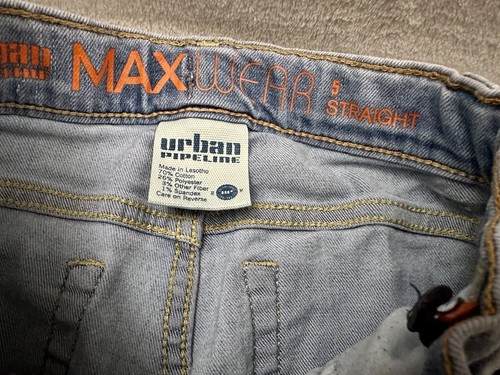 MAX WEAR 5 STRAIGHT
urban
PIPELINE
Made in Lesotho
70% Cotton
26% Polyester
3% Other Fiber
1% Spandex
Care on Reverse